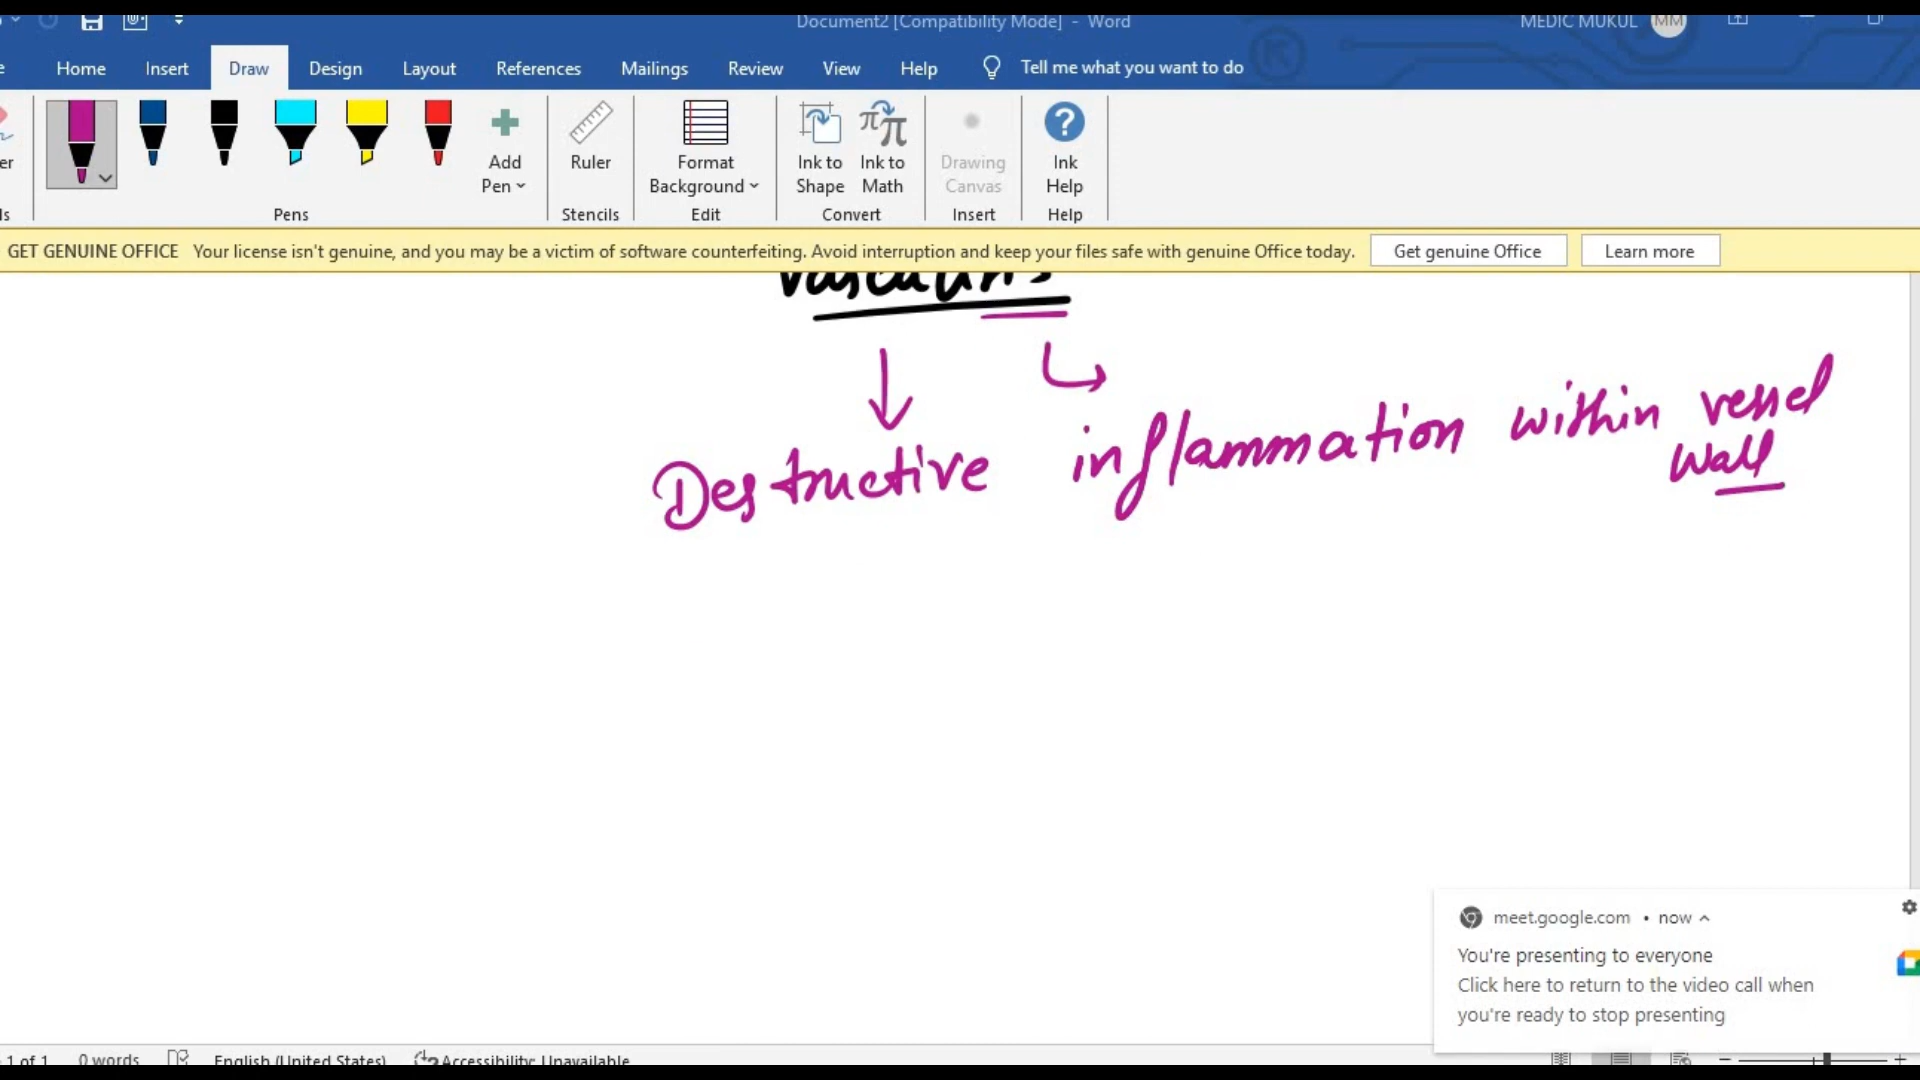 Document2 [Compatibility Mode] - Word
MEDIC MUKUL MM
Home Insert Draw Design Layout References Mailings Review View Help Tell me what you want to do
Add Pen
Ruler
Format Background
Ink to Shape
Ink to Math
Drawing Canvas
Ink Help
Pens Stencils Edit Convert Insert Help
GET GENUINE OFFICE Your license isn't genuine, and you may be a victim of software counterfeiting. Avoid interruption and keep your files safe with genuine Office today. Get genuine Office Learn more
Destructive inflammation within vessel
wall
meet.google.com • now
You're presenting to everyone
Click here to return to the video call when
you're ready to stop presenting
1 of 1 0 words English (United States) Accessibility: Unavailable